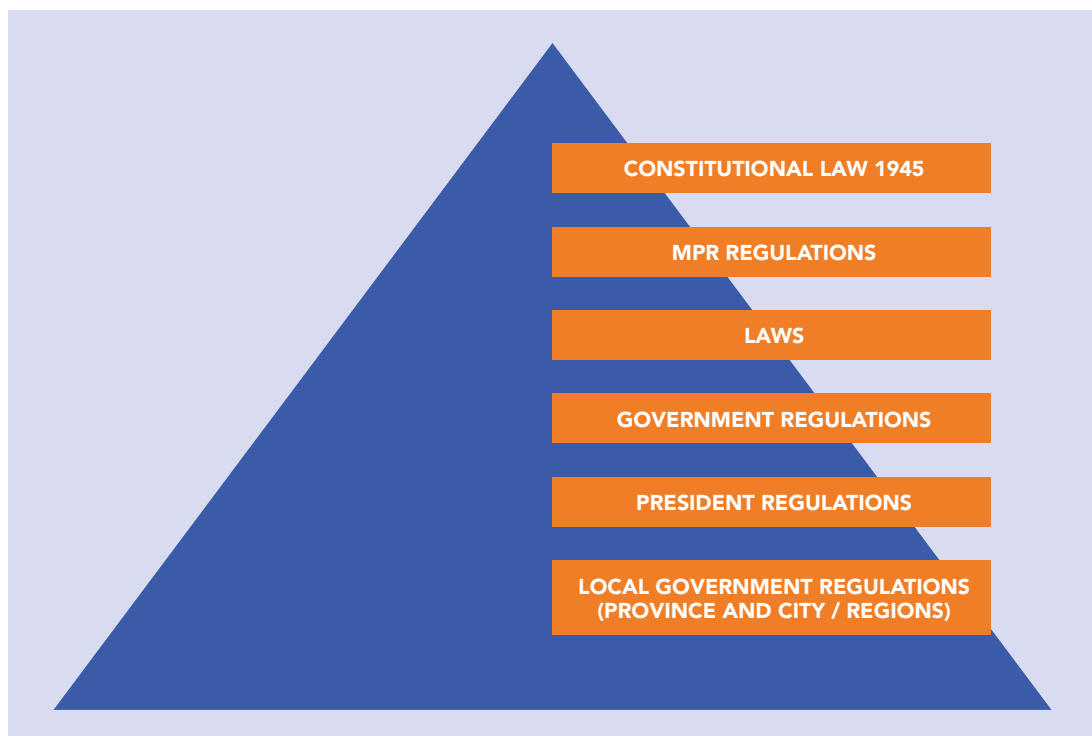 CONSTITUTIONAL LAW 1945
MPR REGULATIONS
LAWS
GOVERNMENT REGULATIONS
PRESIDENT REGULATIONS
LOCAL GOVERNMENT REGULATIONS
(PROVINCE AND CITY / REGIONS)